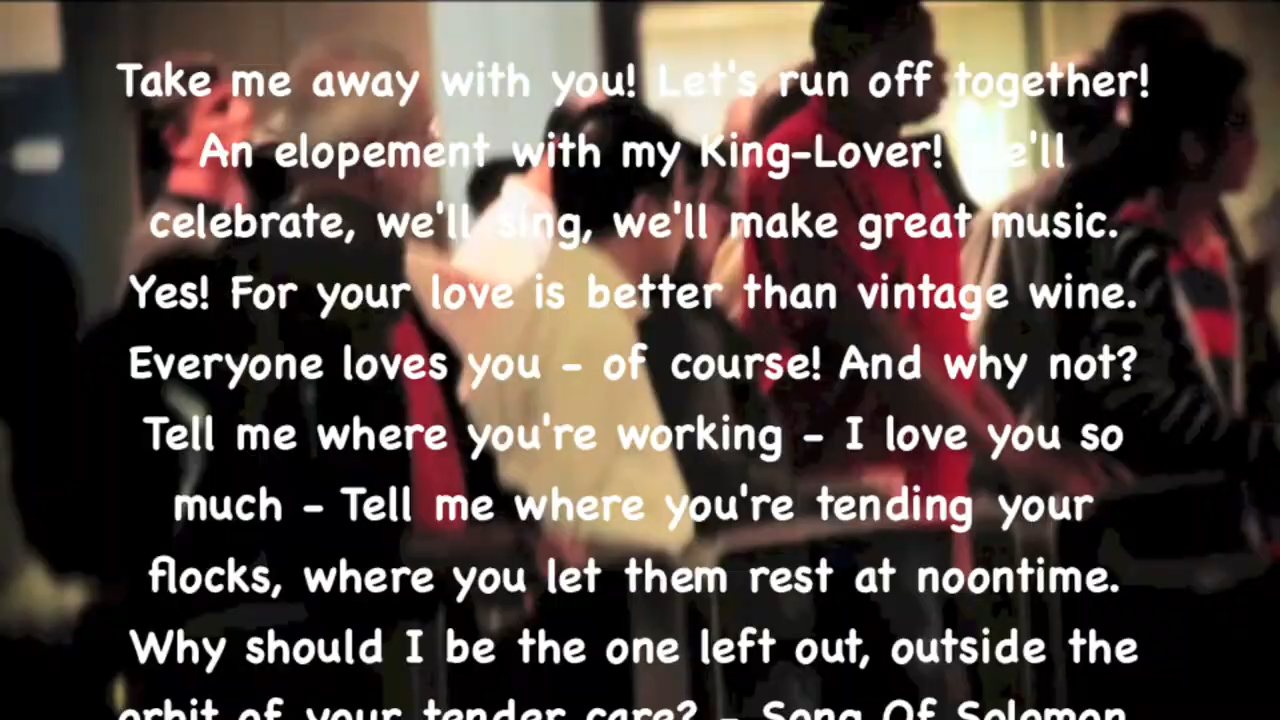 Take me away with you! Let's run off together!
An elopement with my King-Lover! We'll
celebrate, we'll sing, we'll make great music.
Yes! For your love is better than vintage wine.
Everyone loves you - of course! And why not?
Tell me where you're working - I love you so
much - Tell me where you're tending your
flocks, where you let them rest at noontime.
Why should I be the one left out, outside the
orbit of your tender care? - Song Of Solomon